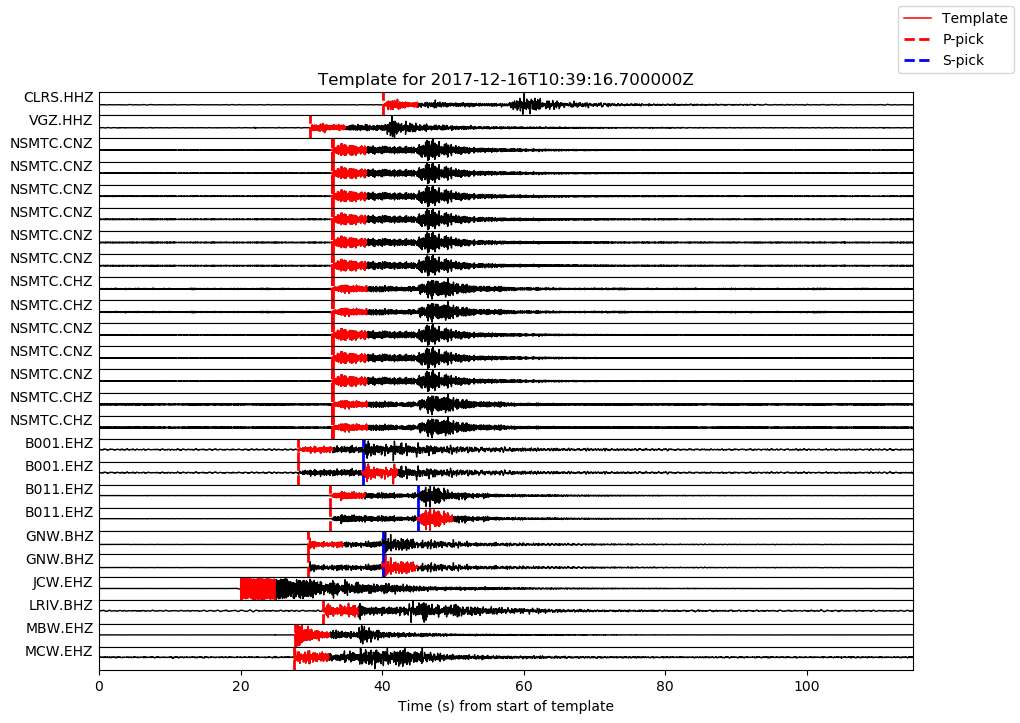 Template
P-pick
S-pick
Template for 2017-12-16T10:39:16.700000Z
CLRS.HHZ
VGZ.HHZ
NSMTC.CNZ
NSMTC.CNZ
NSMTC.CNZ
NSMTC.CNZ
NSMTC.CNZ
NSMTC.CNZ
NSMTC.CHZ
NSMTC.CHZ
NSMTC.CNZ
NSMTC.CNZ
NSMTC.CNZ
NSMTC.CHZ
NSMTC.CHZ
B001.EHZ
B001.EHZ
B011.EHZ
B011.EHZ
GNW.BHZ
GNW.BHZ
JCW.EHZ
LRIV.BHZ
MBW.EHZ
MCW.EHZ
0 20 40 60 80 100
Time (s) from start of template